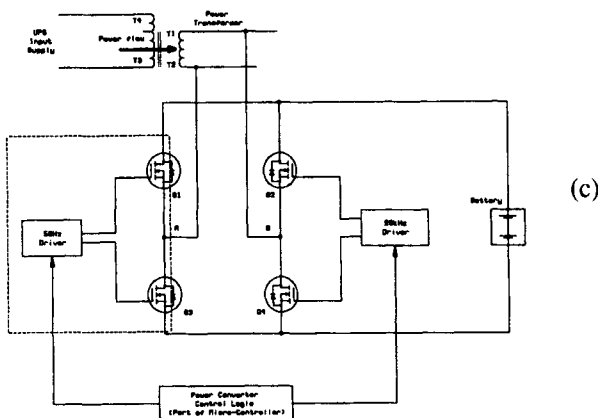 T4
Power
Transformer
UPS
Input
Supply
Power flow
T1
T3
T2
Q1
Q2
(c)
Battery
A
B
50Hz
Driver
Driver
Q3
Q4
Power Converter
Control Logic
(Part of Micro-Controller)